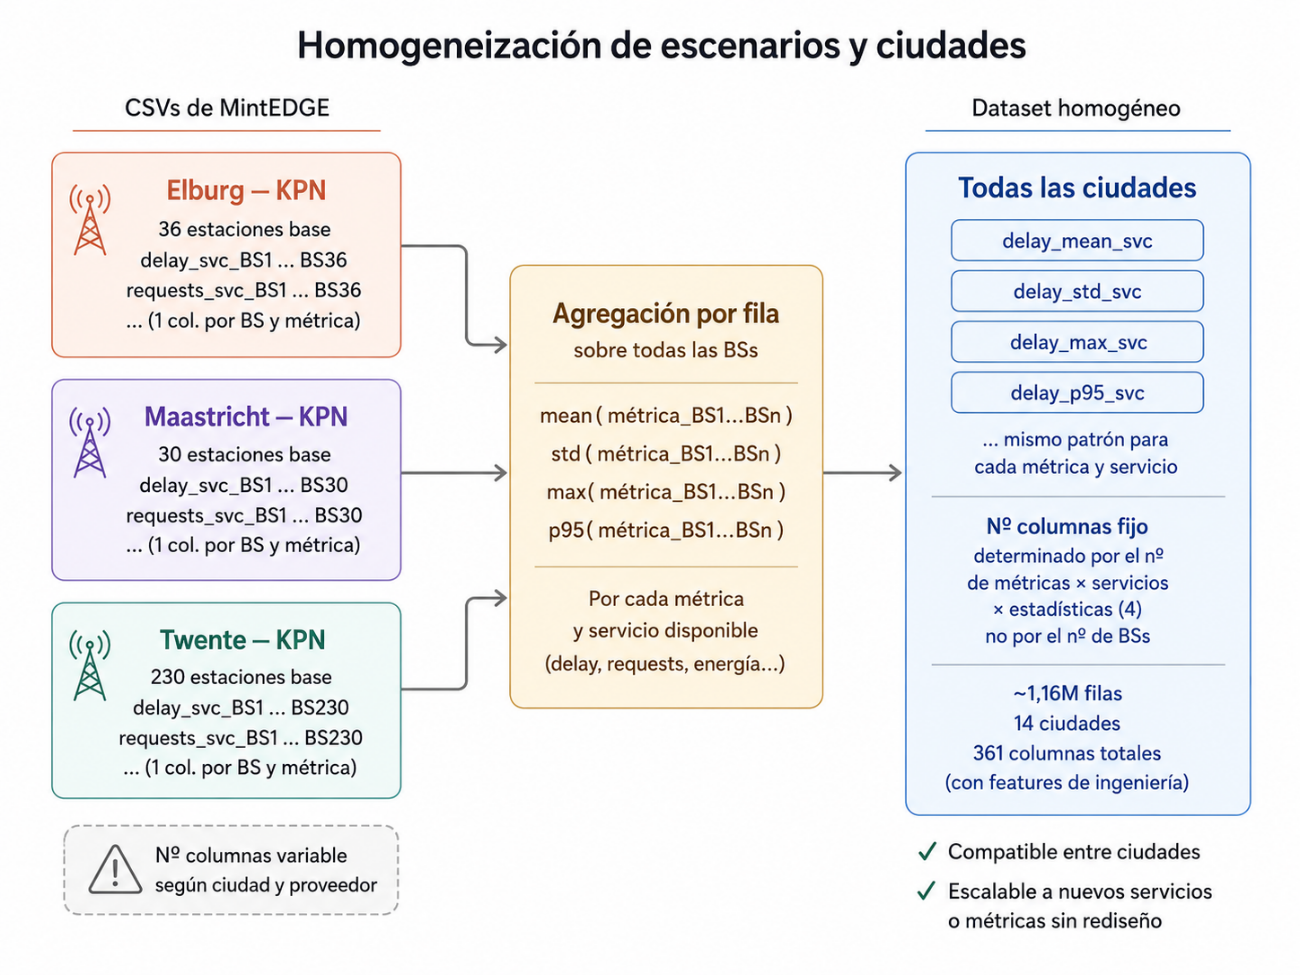 Homogeneización de escenarios y ciudades
CSVs de MintEDGE
Elburg – KPN
36 estaciones base
delay_svc_BS1 ... BS36
requests_svc_BS1 ... BS36
... (1 col. por BS y métrica)
Maastricht – KPN
30 estaciones base
delay_svc_BS1 ... BS30
requests_svc_BS1 ... BS30
... (1 col. por BS y métrica)
Twente – KPN
230 estaciones base
delay_svc_BS1 ... BS230
requests_svc_BS1 ... BS230
... (1 col. por BS y métrica)
Nº columnas variable
según ciudad y proveedor
Agregación por fila
sobre todas las BSs
mean ( métrica_BS1...BSn )
std ( métrica_BS1...BSn )
max( métrica_BS1...BSn )
p95( métrica_BS1...BSn )
Por cada métrica
y servicio disponible
(delay, requests, energía...)
Dataset homogéneo
Todas las ciudades
delay_mean_svc
delay_std_svc
delay_max_svc
delay_p95_svc
... mismo patrón para
cada métrica y servicio
Nº columnas fijo
determinado por el nº
de métricas × servicios
× estadísticas (4)
no por el nº de BSs
~1,16M filas
14 ciudades
361 columnas totales
(con features de ingeniería)
✓ Compatible entre ciudades
✓ Escalable a nuevos servicios
o métricas sin rediseño